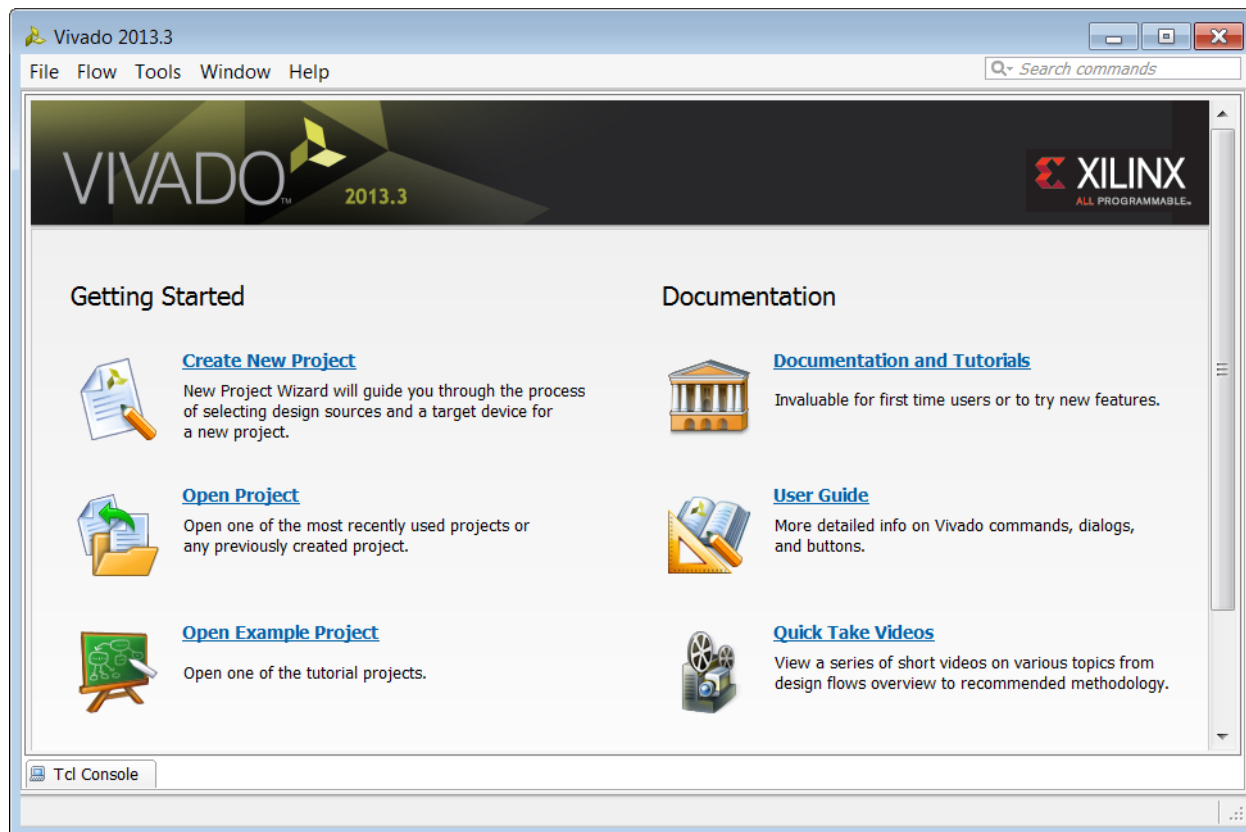 Vivado 2013.3
File Flow Tools Window Help
Search commands
VIVADO™
2013.3
XILINX
ALL PROGRAMMABLE™
Getting Started
Create New Project
New Project Wizard will guide you through the process
of selecting design sources and a target device for
a new project.
Open Project
Open one of the most recently used projects or
any previously created project.
Open Example Project
Open one of the tutorial projects.
Documentation
Documentation and Tutorials
Invaluable for first time users or to try new features.
User Guide
More detailed info on Vivado commands, dialogs,
and buttons.
Quick Take Videos
View a series of short videos on various topics from
design flows overview to recommended methodology.
Tcl Console